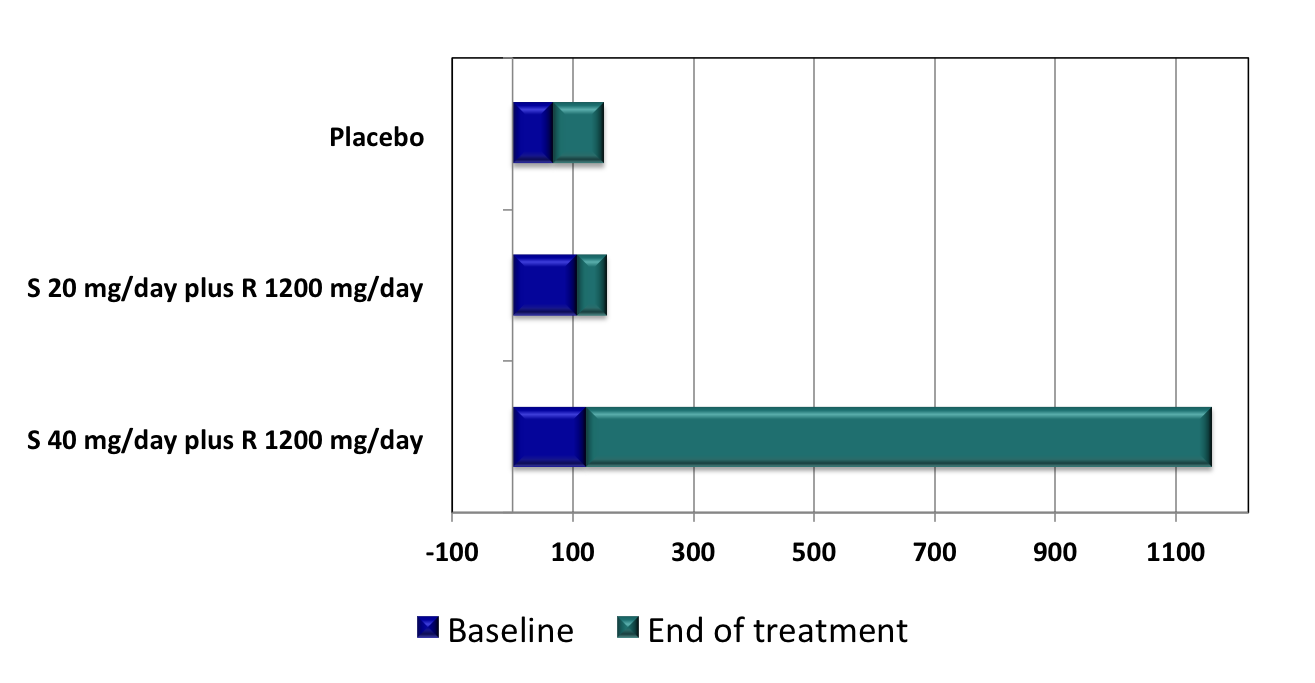 Placebo
S 20 mg/day plus R 1200 mg/day
S 40 mg/day plus R 1200 mg/day
-100 100 300 500 700 900 1100
Baseline End of treatment